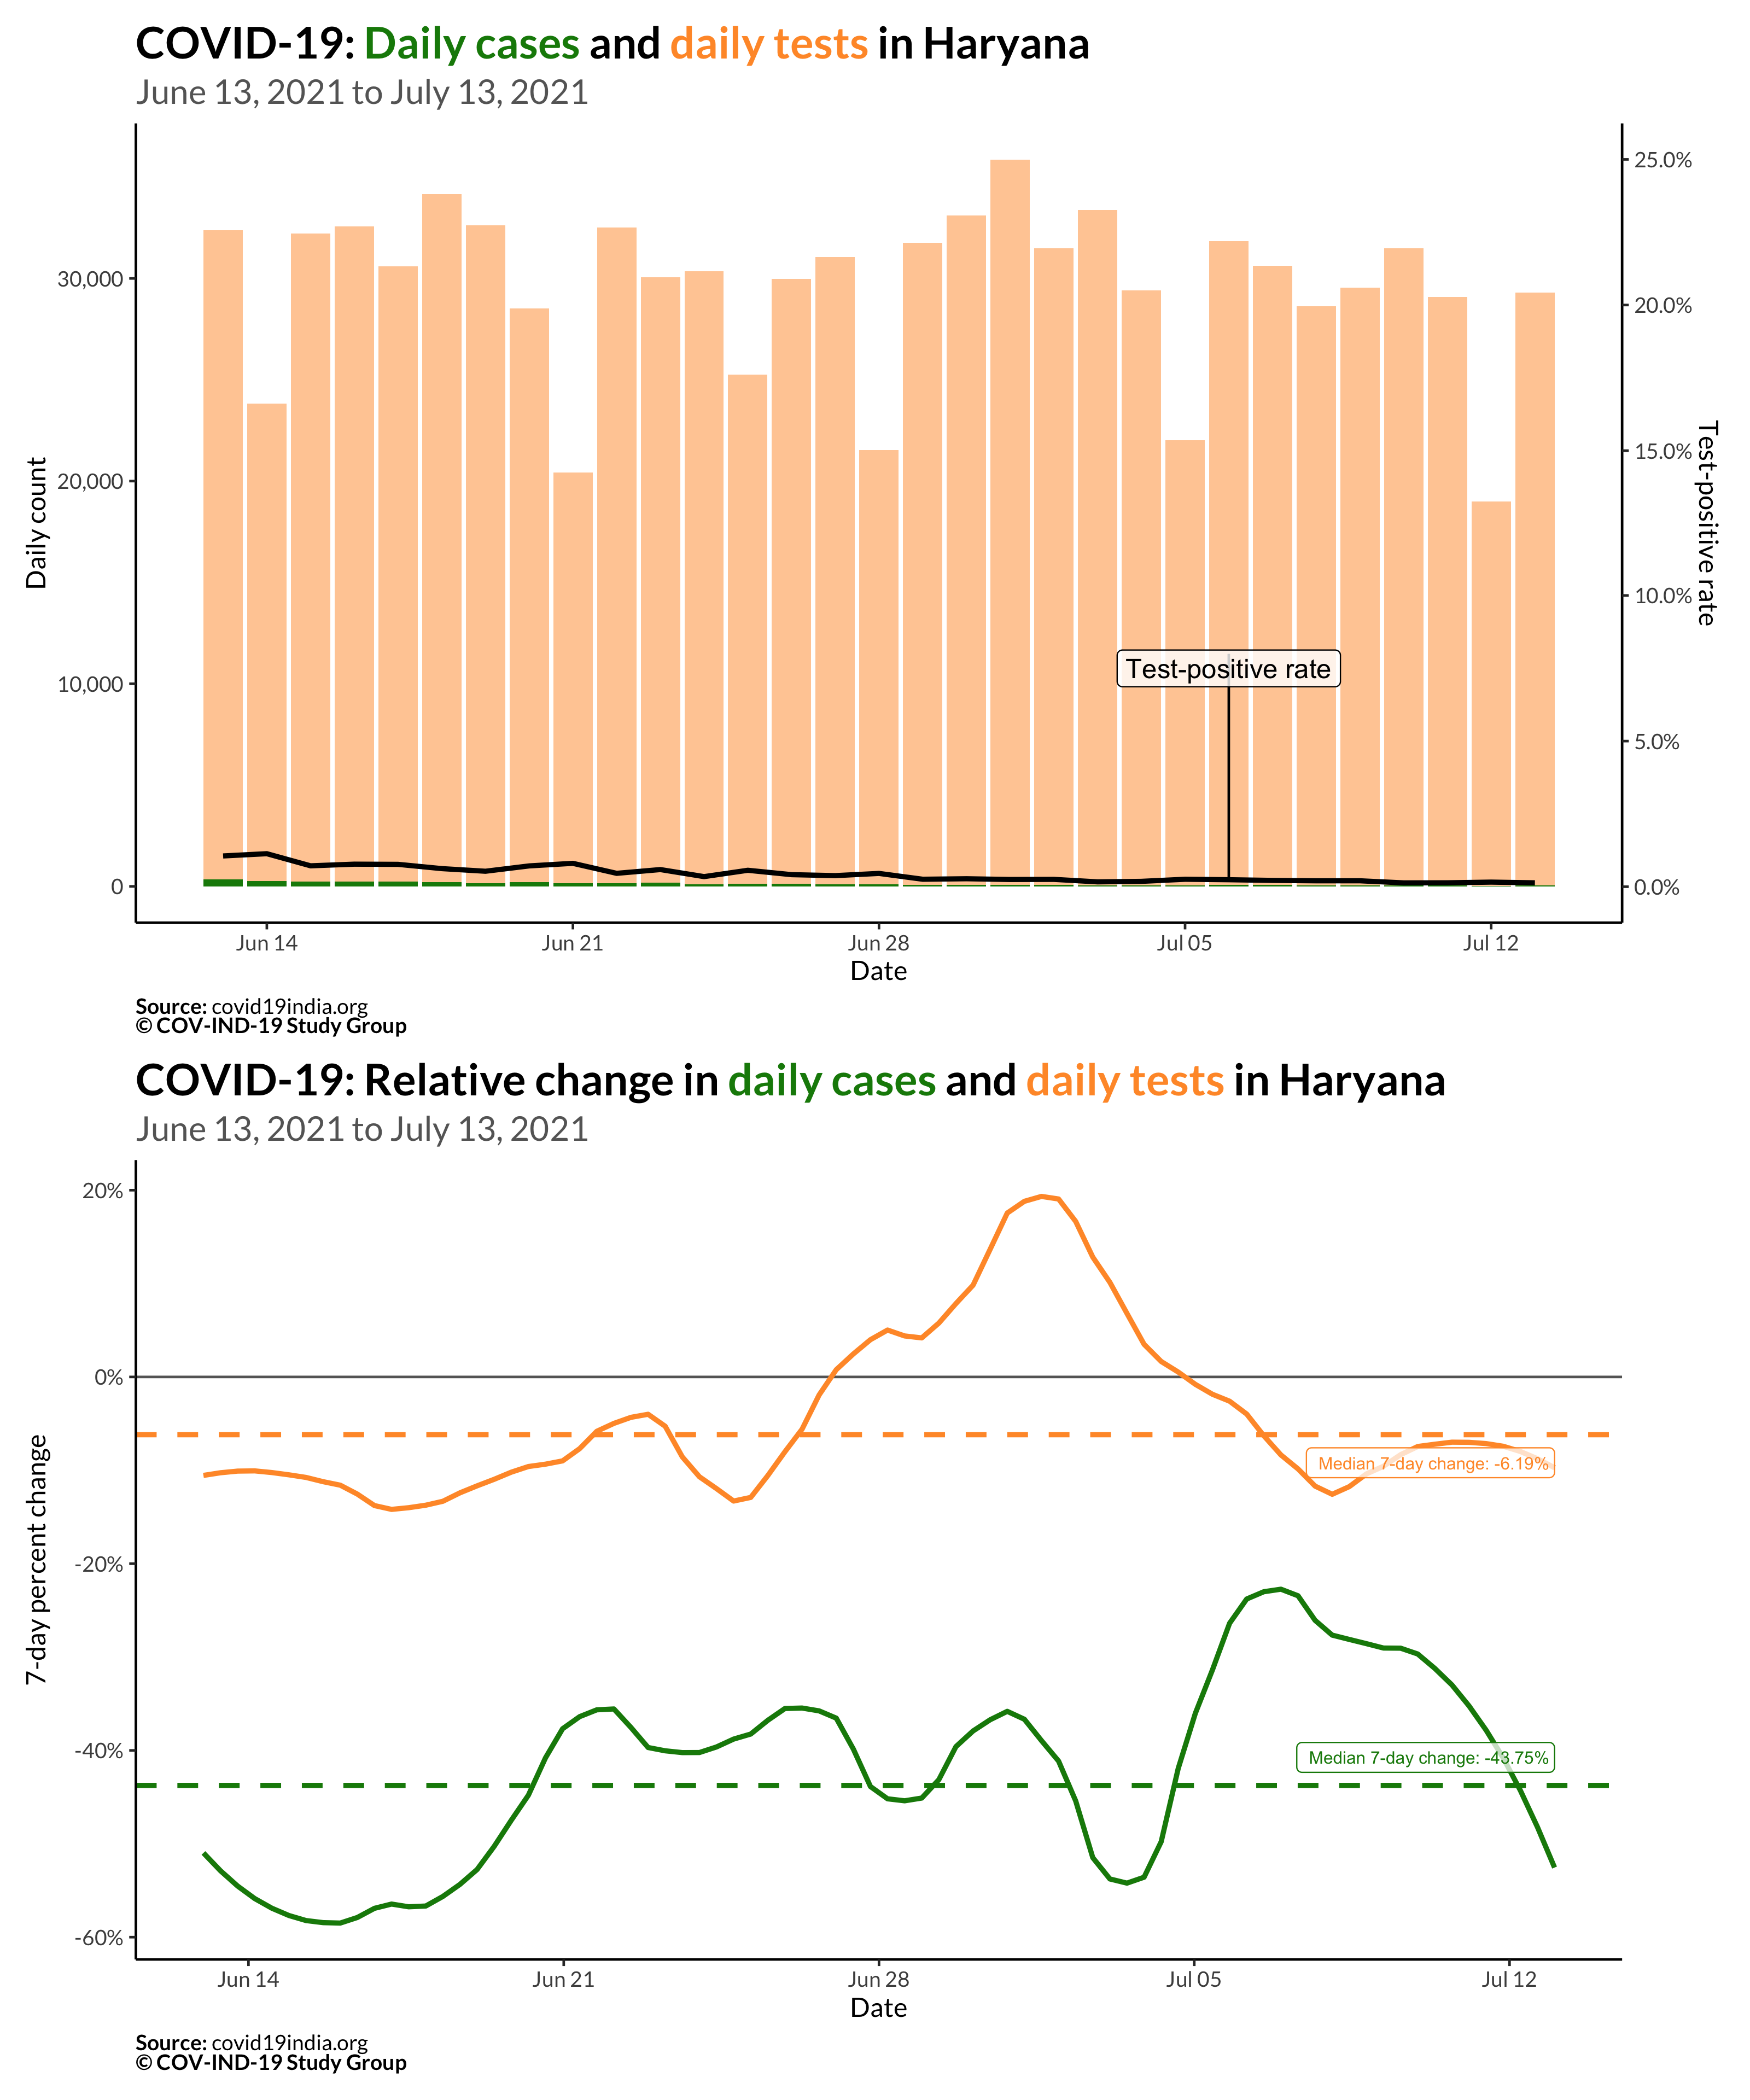 COVID-19: Daily cases and daily tests in Haryana
June 13, 2021 to July 13, 2021
25.0%
30,000
20.0%
Daily count
20,000
15.0%
Test-positive rate
10.0%
Test-positive rate
10,000
5.0%
0
0.0%
Jun 14
Jun 21
Jun 28
Jul 05
Jul 12
Date
Source: covid19india.org
© COV-IND-19 Study Group
COVID-19: Relative change in daily cases and daily tests in Haryana
June 13, 2021 to July 13, 2021
20%
0%
Median 7-day change: -6.19%
7-day percent change
-20%
-40%
Median 7-day change: -43.75%
-60%
Jun 14
Jun 21
Jun 28
Jul 05
Jul 12
Date
Source: covid19india.org
© COV-IND-19 Study Group